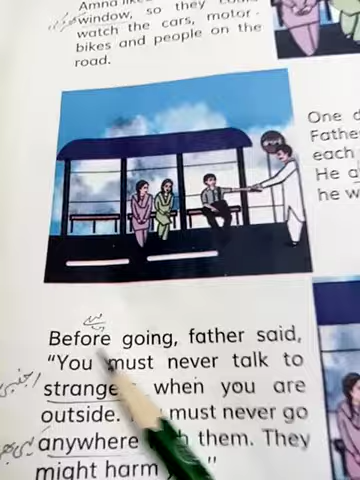 Amna
window, so they could
watch the cars, motor-
bikes and people on the
road.
One
Father
each
He
he w
Before going, father said,
"You must never talk to
when you are
outside. must never go
anywhere them. They
might harm
اجنبی